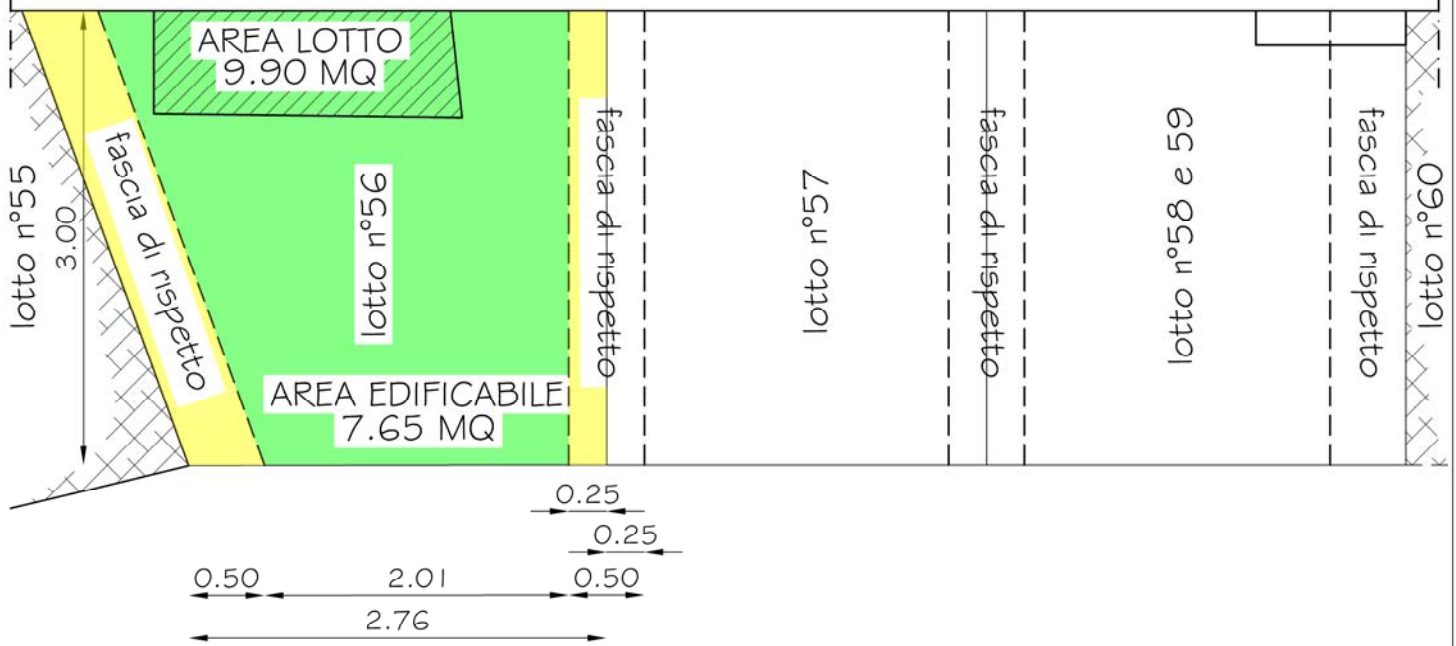 AREA LOTTO
9.90 MQ
lotto n°55
3.00
fascia di rispetto
lotto n°56
fascia di rispetto
lotto n°57
fascia di rispetto
lotto n°58 e 59
fascia di rispetto
lotto n°60
AREA EDIFICABILE
7.65 MQ
0.25
0.25
0.50
2.01
0.50
2.76